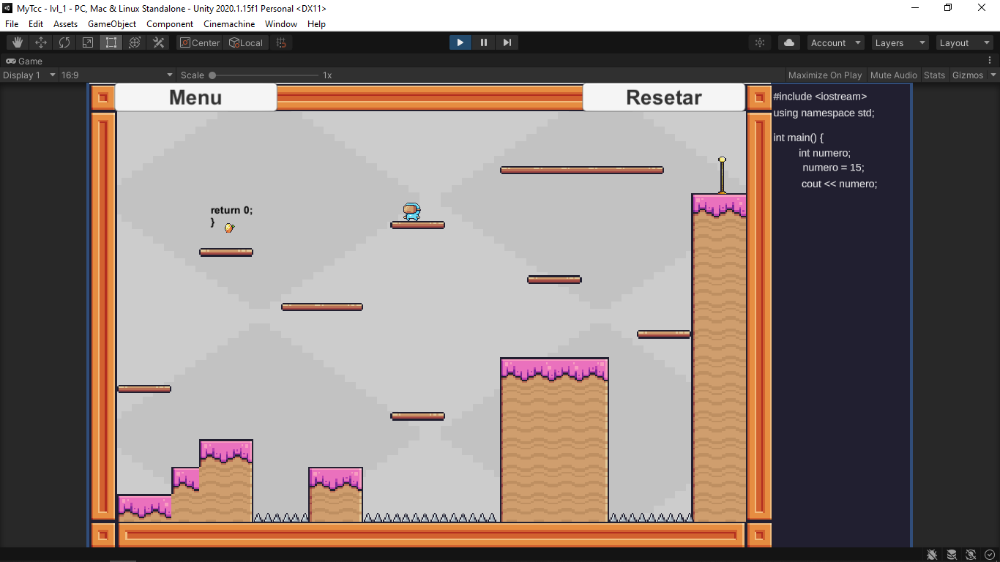 MyTcc - lvl_1 - PC, Mac & Linux Standalone - Unity 2020.1.15f1 Personal <DX11>
File Edit Assets GameObject Component Cinemachine Window Help
Center Local Account Layers Layout
Game
Display 1 16:9 Scale 1x Maximize On Play Mute Audio Stats Gizmos
Menu Resetar
#include <iostream>
using namespace std;
int main() {
int numero;
numero = 15;
cout << numero;
return 0;
}